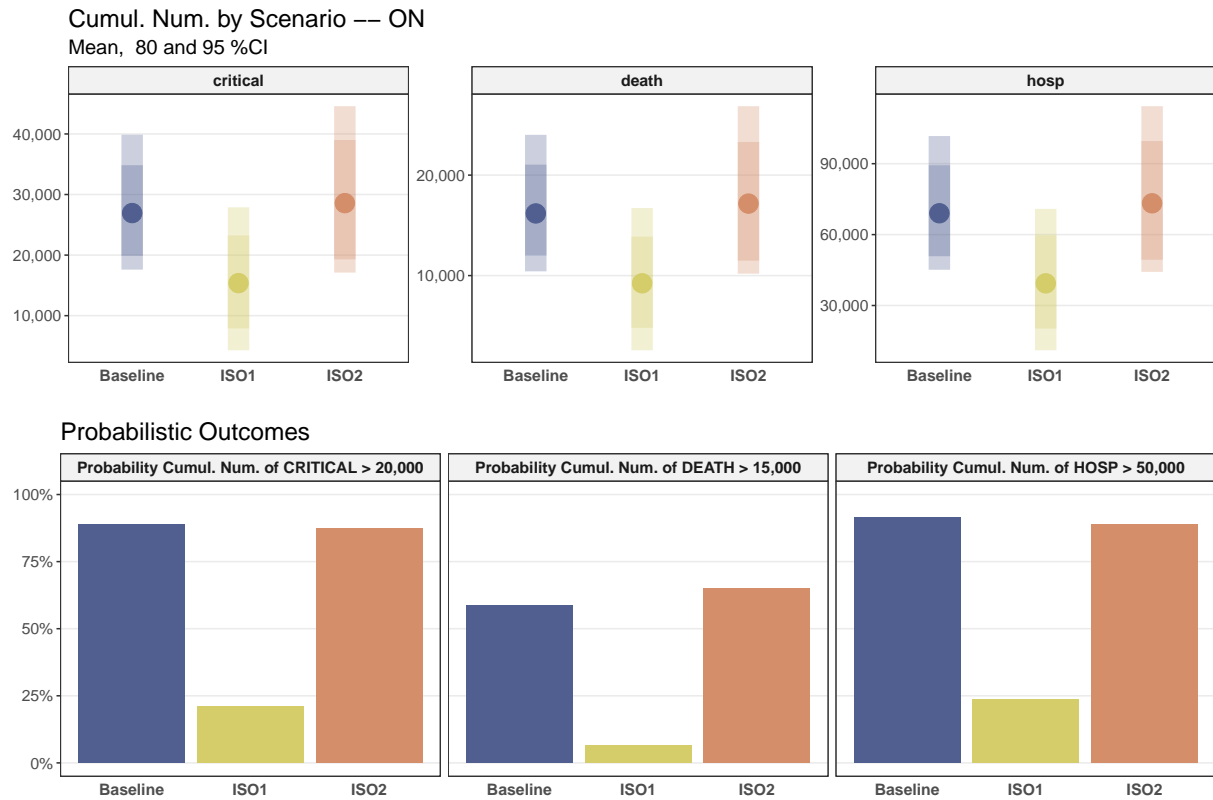 Cumul. Num. by Scenario –– ON
Mean,  80 and 95 %CI
critical
death
hosp
40,000
30,000
20,000
10,000
20,000
10,000
90,000
60,000
30,000
Baseline ISO1 ISO2
Baseline ISO1 ISO2
Baseline ISO1 ISO2
Probabilistic Outcomes
Probability Cumul. Num. of CRITICAL > 20,000
Probability Cumul. Num. of DEATH > 15,000
Probability Cumul. Num. of HOSP > 50,000
100%
75%
50%
25%
0%
Baseline ISO1 ISO2
Baseline ISO1 ISO2
Baseline ISO1 ISO2